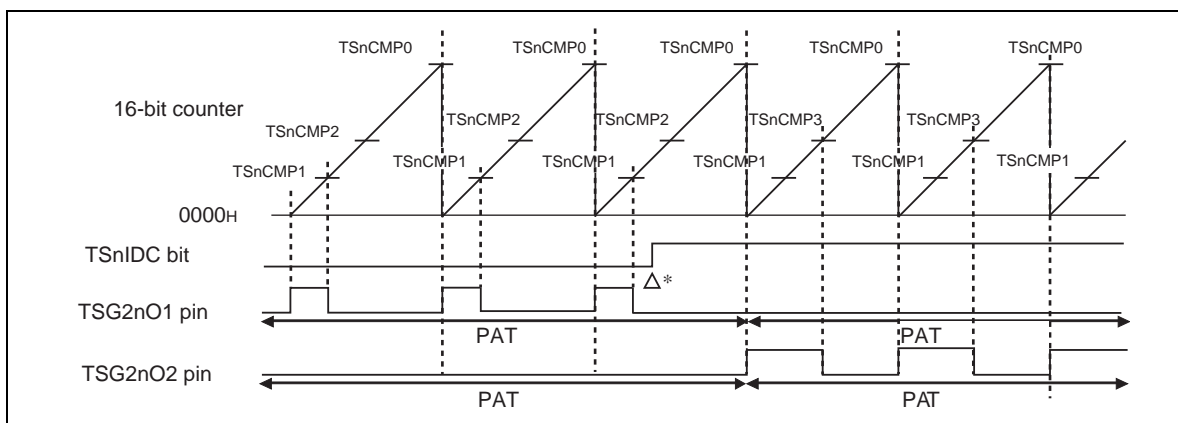 TSnCMP0 TSnCMP0 TSnCMP0 TSnCMP0 TSnCMP0 TSnCMP0
16-bit counter
TSnCMP2 TSnCMP2 TSnCMP2 TSnCMP3 TSnCMP3
TSnCMP1 TSnCMP1 TSnCMP1 TSnCMP1 TSnCMP1 TSnCMP1
0000H
TSnIDC bit
△*
TSG2nO1 pin
PAT PAT
TSG2nO2 pin
PAT PAT